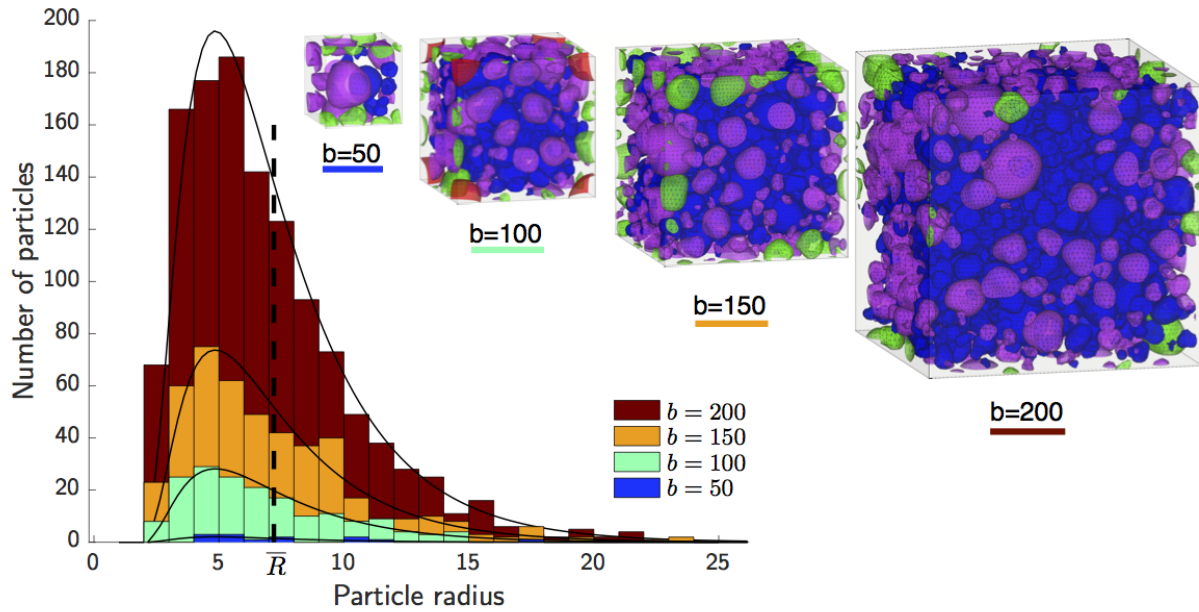 200
180
160
140
120
100
80
60
40
20
0
Number of particles
b=50
b=100
b=150
b=200
b = 200
b = 150
b = 100
b = 50
0 5 R̅ 10 15 20 25
Particle radius